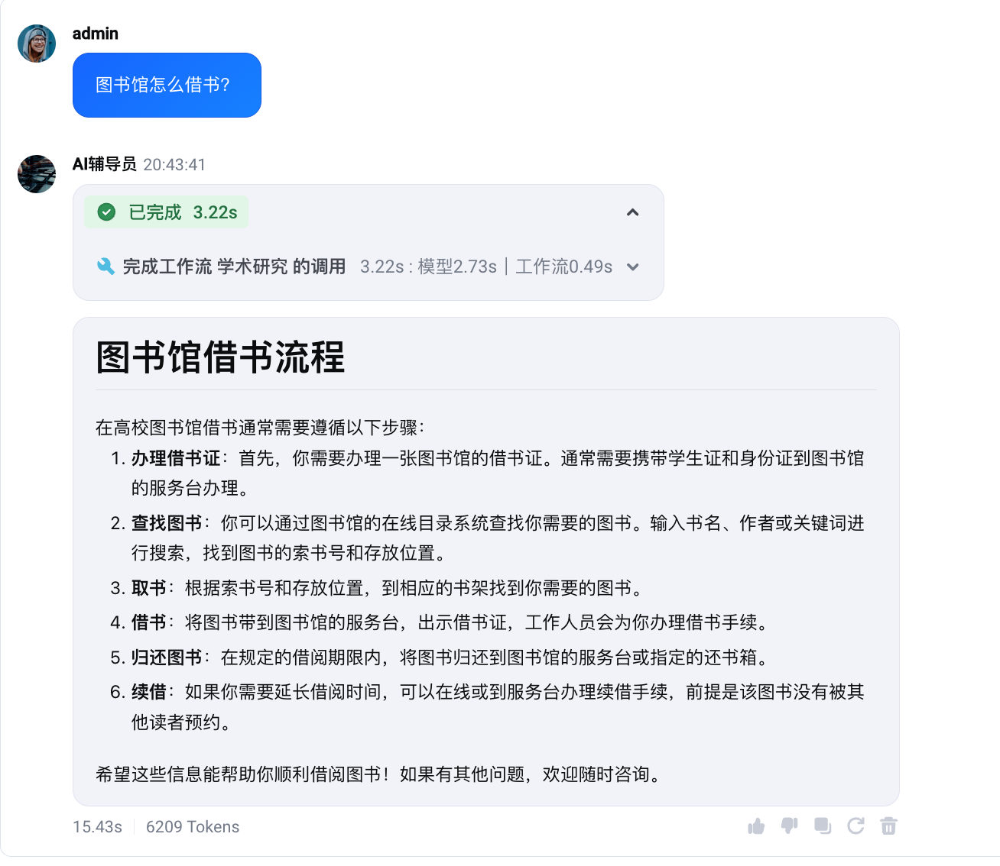 admin
图书馆怎么借书?
AI辅导员 20:43:41
已完成 3.22s
完成工作流 学术研究 的调用 3.22s : 模型2.73s | 工作流0.49s
图书馆借书流程
在高校图书馆借书通常需要遵循以下步骤：
1. 办理借书证：首先，你需要办理一张图书馆的借书证。通常需要携带学生证和身份证到图书馆
的服务台办理。
2. 查找图书：你可以通过图书馆的在线目录系统查找你需要的图书。输入书名、作者或关键词进
行搜索，找到图书的索书号和存放位置。
3. 取书：根据索书号和存放位置，到相应的书架找到你需要的图书。
4. 借书：将图书带到图书馆的服务台，出示借书证，工作人员会为你办理借书手续。
5. 归还图书：在规定的借阅期限内，将图书归还到图书馆的服务台或指定的还书箱。
6. 续借：如果你需要延长借阅时间，可以在线或到服务台办理续借手续，前提是该图书没有被其
他读者预约。
希望这些信息能帮助你顺利借阅图书！如果有其他问题，欢迎随时咨询。
15.43s | 6209 Tokens